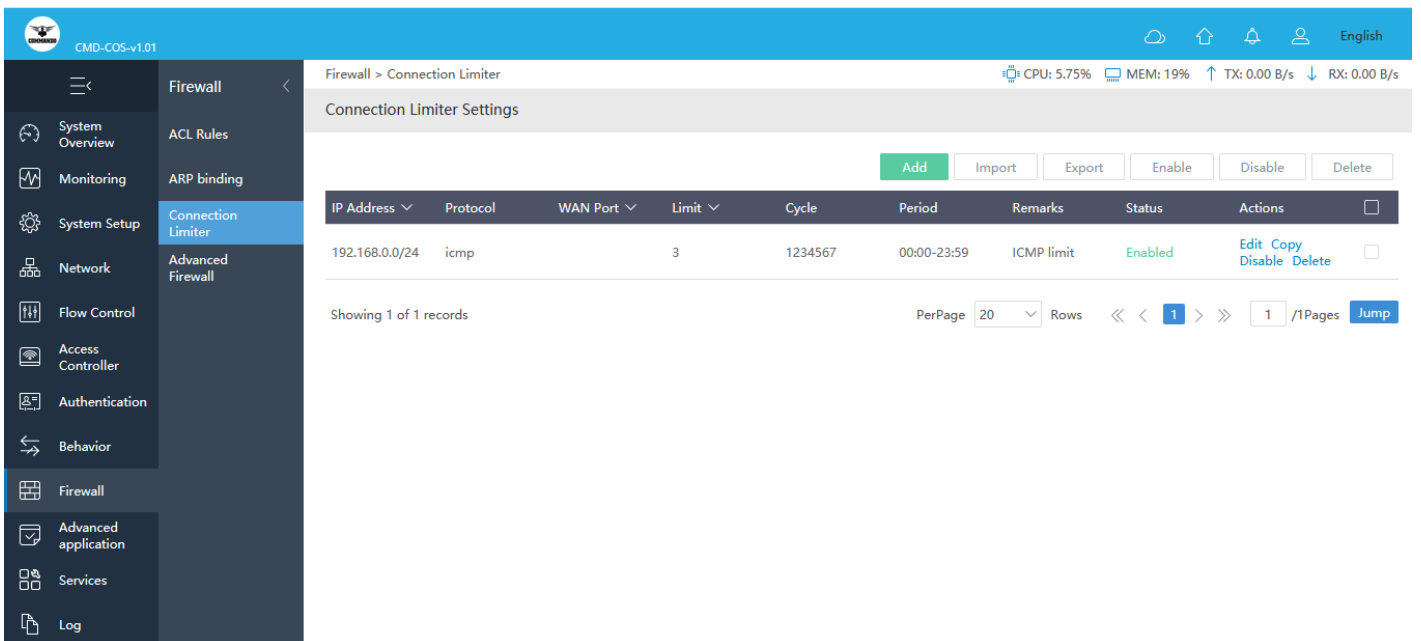 COMMANDO
CMD-COS-v1.01
English
Firewall
Firewall > Connection Limiter
CPU: 5.75%
MEM: 19%
TX: 0.00 B/s
RX: 0.00 B/s
Connection Limiter Settings
System
Overview
Monitoring
System Setup
Network
Flow Control
Access
Controller
Authentication
Behavior
Firewall
Advanced
application
Services
Log
ACL Rules
ARP binding
Connection
Limiter
Advanced
Firewall
Add Import Export Enable Disable Delete
IP Address Protocol WAN Port Limit Cycle Period Remarks Status Actions
192.168.0.0/24 icmp 3 1234567 00:00-23:59 ICMP limit Enabled Edit Copy
Disable Delete
Showing 1 of 1 records
PerPage 20 Rows 1 1 /1Pages Jump